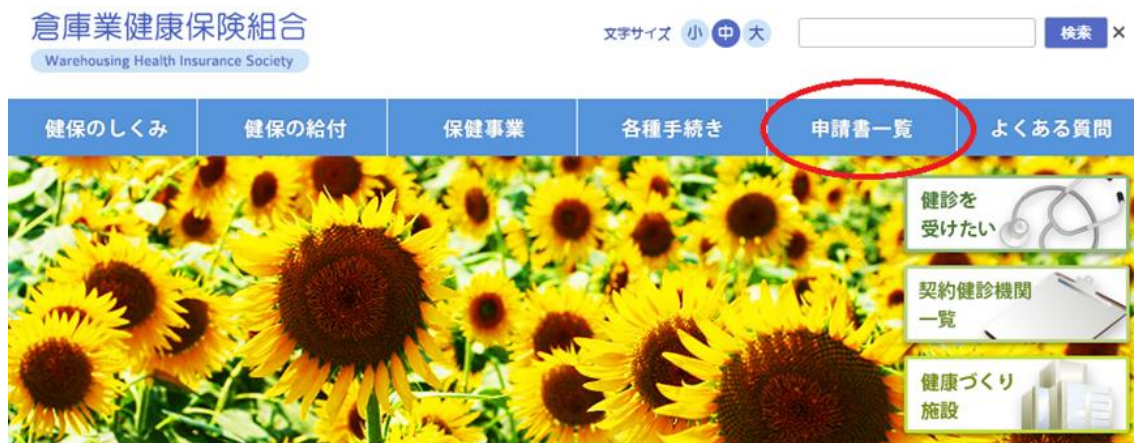 倉庫業健康保険組合
Warehousing Health Insurance Society
文字サイズ 小 中 大
検索 ×
健保のしくみ 健保の給付 保健事業 各種手続き 申請書一覧 よくある質問
健診を
受けたい
契約健診機関
一覧
健康づくり
施設